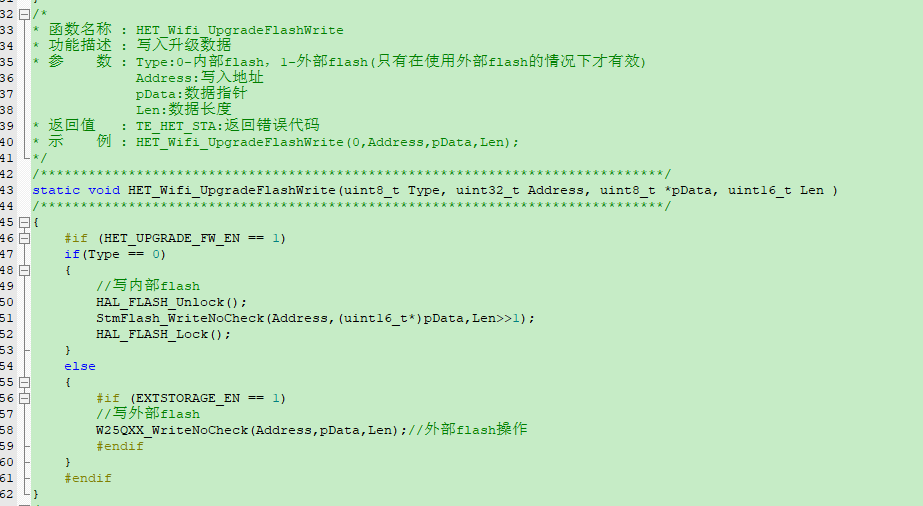 32 /*
33 * 函数名称 : HET_Wifi_UpgradeFlashWrite
34 * 功能描述 : 写入升级数据
35 * 参    数 : Type:0-内部flash, 1-外部flash(只有在使用外部flash的情况下才有效)
36             Address:写入地址
37             pData:数据指针
38             Len:数据长度
39 * 返回值   : TE_HET_STA:返回错误代码
40 * 示    例 : HET_Wifi_UpgradeFlashWrite(0,Address,pData,Len);
41 */
42 /******************************************************************************/
43 static void HET_Wifi_UpgradeFlashWrite(uint8_t Type, uint32_t Address, uint8_t *pData, uint16_t Len )
44 /******************************************************************************/
45 {
46     #if (HET_UPGRADE_FW_EN == 1)
47     if(Type == 0)
48     {
49         //写内部flash
50         HAL_FLASH_Unlock();
51         StmFlash_WriteNoCheck(Address,(uint16_t*)pData,Len>>1);
52         HAL_FLASH_Lock();
53     }
54     else
55     {
56         #if (EXTSTORAGE_EN == 1)
57         //写外部flash
58         W25QXX_WriteNoCheck(Address,pData,Len);//外部flash操作
59         #endif
60     }
61     #endif
62 }